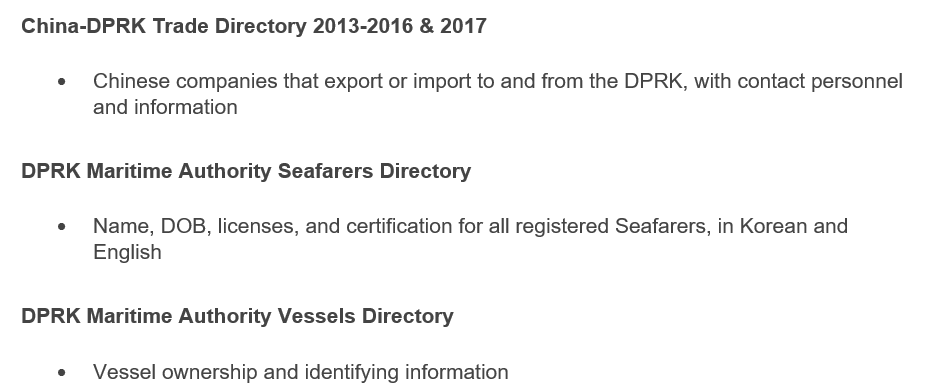 China-DPRK Trade Directory 2013-2016 & 2017
• Chinese companies that export or import to and from the DPRK, with contact personnel
and information
DPRK Maritime Authority Seafarers Directory
• Name, DOB, licenses, and certification for all registered Seafarers, in Korean and
English
DPRK Maritime Authority Vessels Directory
• Vessel ownership and identifying information